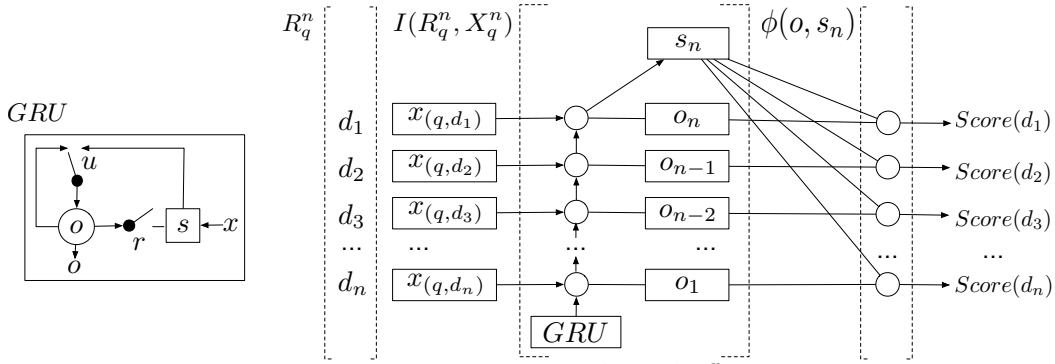 R_q^n I(R_q^n, X_q^n) ϕ(o, s_n)
s_n
GRU
d_1 x_(q,d_1) o_n Score(d_1)
d_2 x_(q,d_2) o_{n−1} Score(d_2)
d_3 x_(q,d_3) o_{n−2} Score(d_3)
... ... ... ... ... ...
d_n x_(q,d_n) o_1 Score(d_n)
GRU
u
o s x
r
o